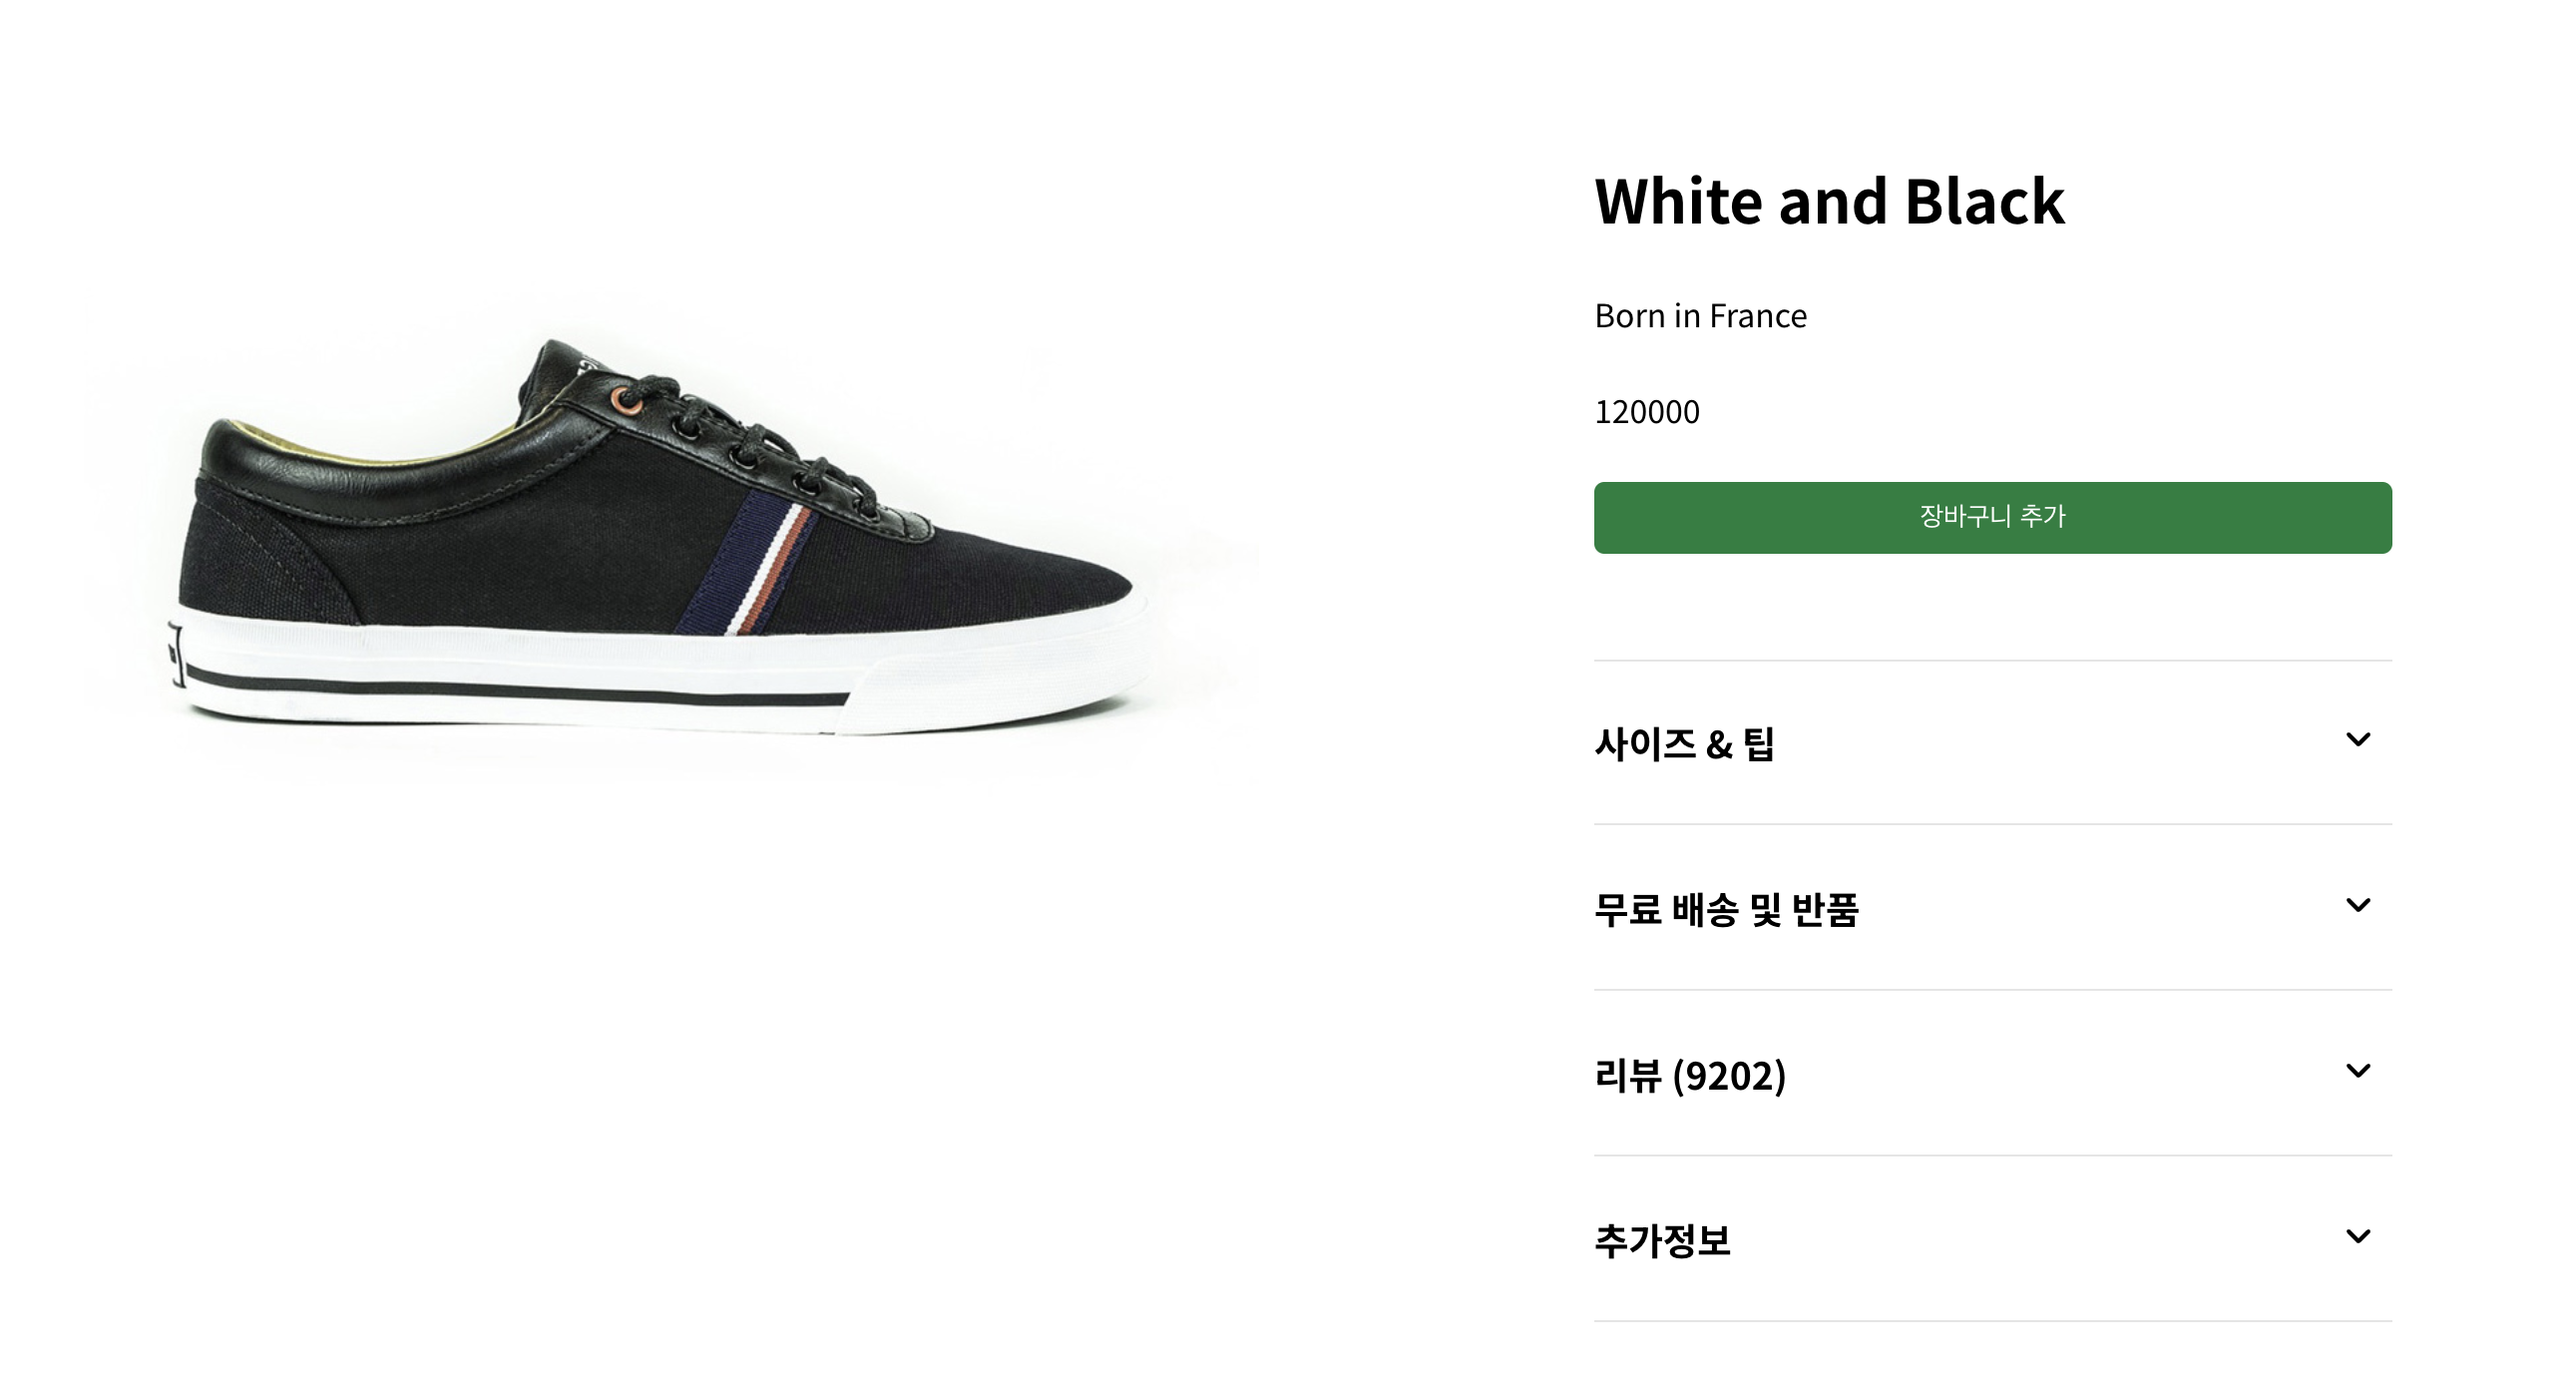 White and Black
Born in France
120000
장바구니 추가
사이즈 & 팁
무료 배송 및 반품
리뷰 (9202)
추가정보